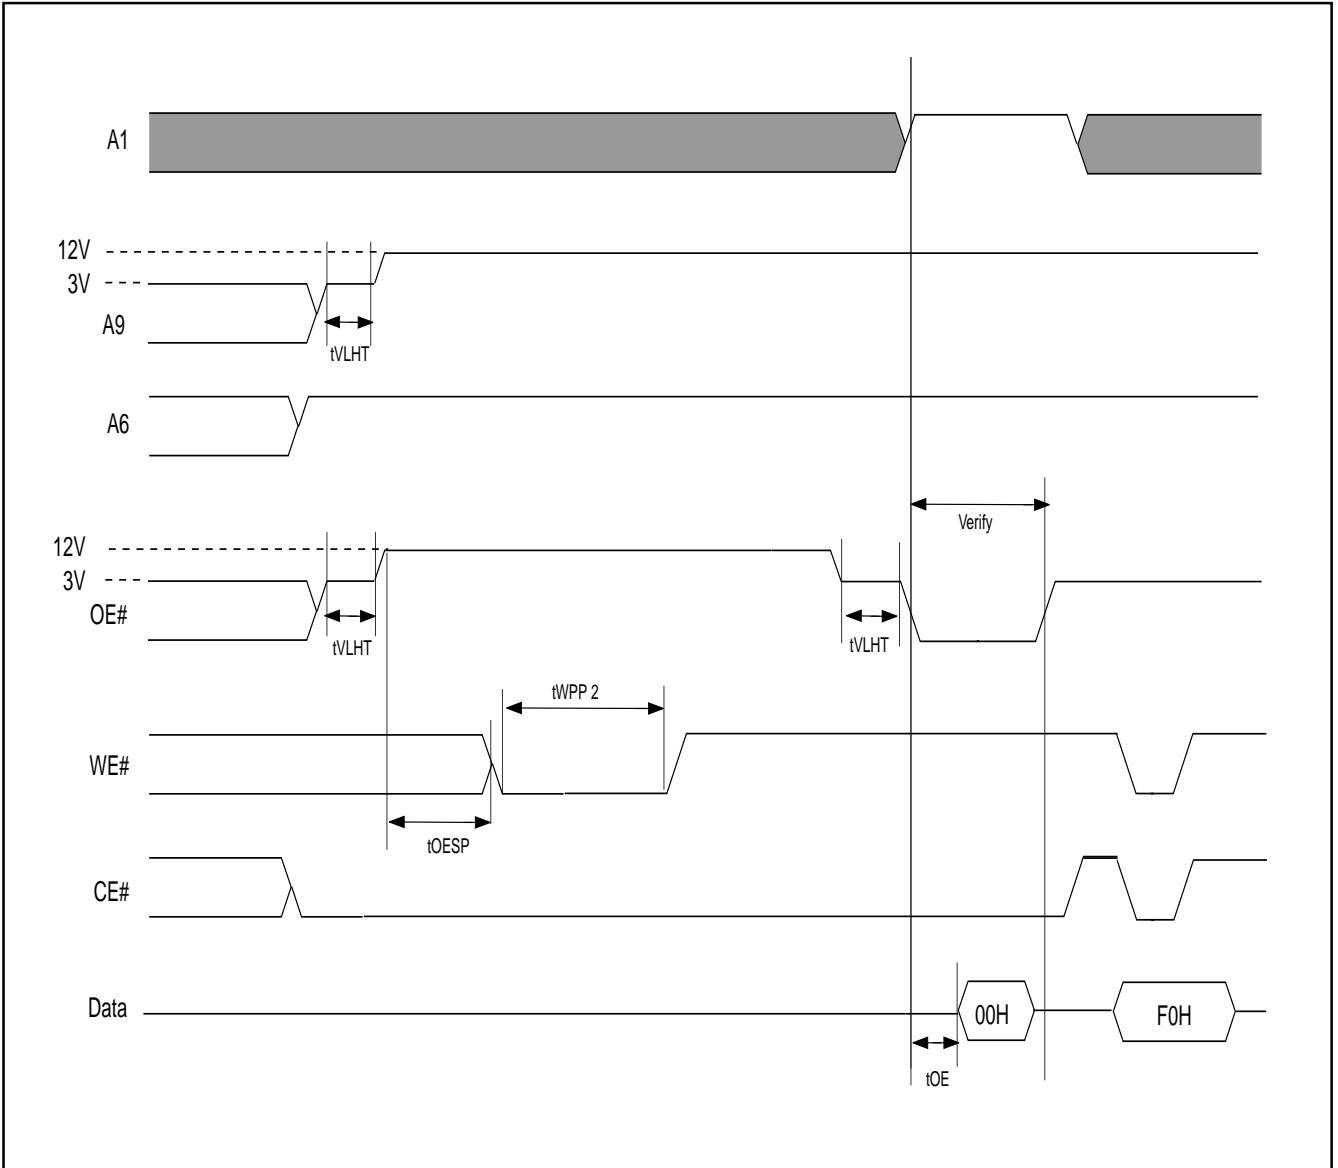 A1
12V
3V
A9
tVLHT
A6
Verify
12V
3V
OE#
tVLHT
tVLHT
tWPP 2
WE#
tOESP
CE#
Data
00H
F0H
tOE